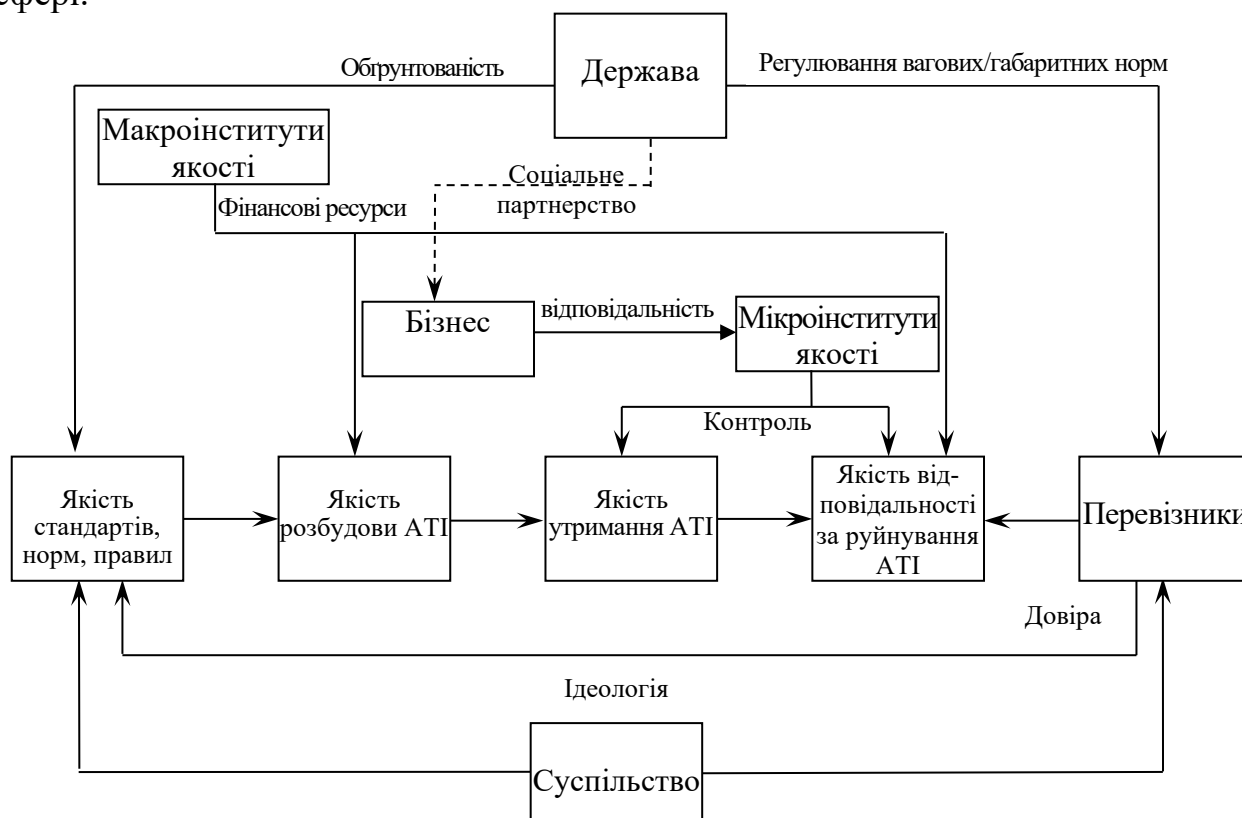 сфері.
Держава
Обґрунтованість
Регулювання вагових/габаритних норм
Макроінститути
якості
Соціальне
партнерство
Фінансові ресурси
Бізнес
відповідальність
Мікроінститути
якості
Контроль
Якість
стандартів,
норм, правил
Якість
розбудови АТІ
Якість
утримання АТІ
Якість від-
повідальності
за руйнування
АТІ
Перевізники
Довіра
Ідеологія
Суспільство